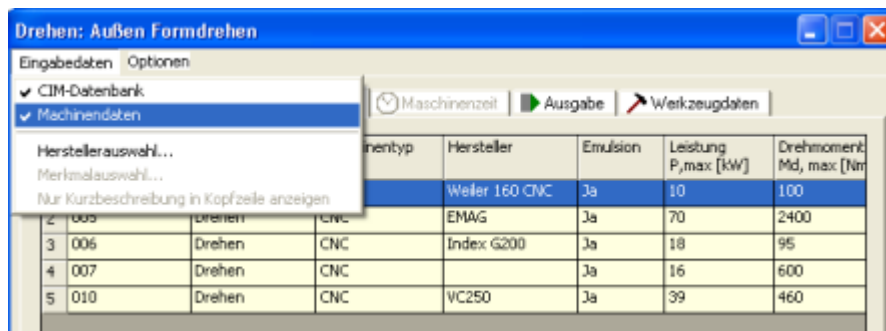 Drehen: Außen Formdrehen
Eingabedaten Optionen
CIM-Datenbank
Machinendaten
Herstellerauswahl...
Merkmalauswahl...
Nur Kurzbeschreibung in Kopfzeile anzeigen
Maschinenzeit Ausgabe Werkzeugdaten
nentyp Hersteller Emulsion Leistung Drehmoment
P,max [kW] Md, max [Nm
Weiler 160 CNC Ja 10 100
2 005 Drehen CNC EMAG Ja 70 2400
3 006 Drehen CNC Index G200 Ja 18 95
4 007 Drehen CNC Ja 16 600
5 010 Drehen CNC VC250 Ja 39 460